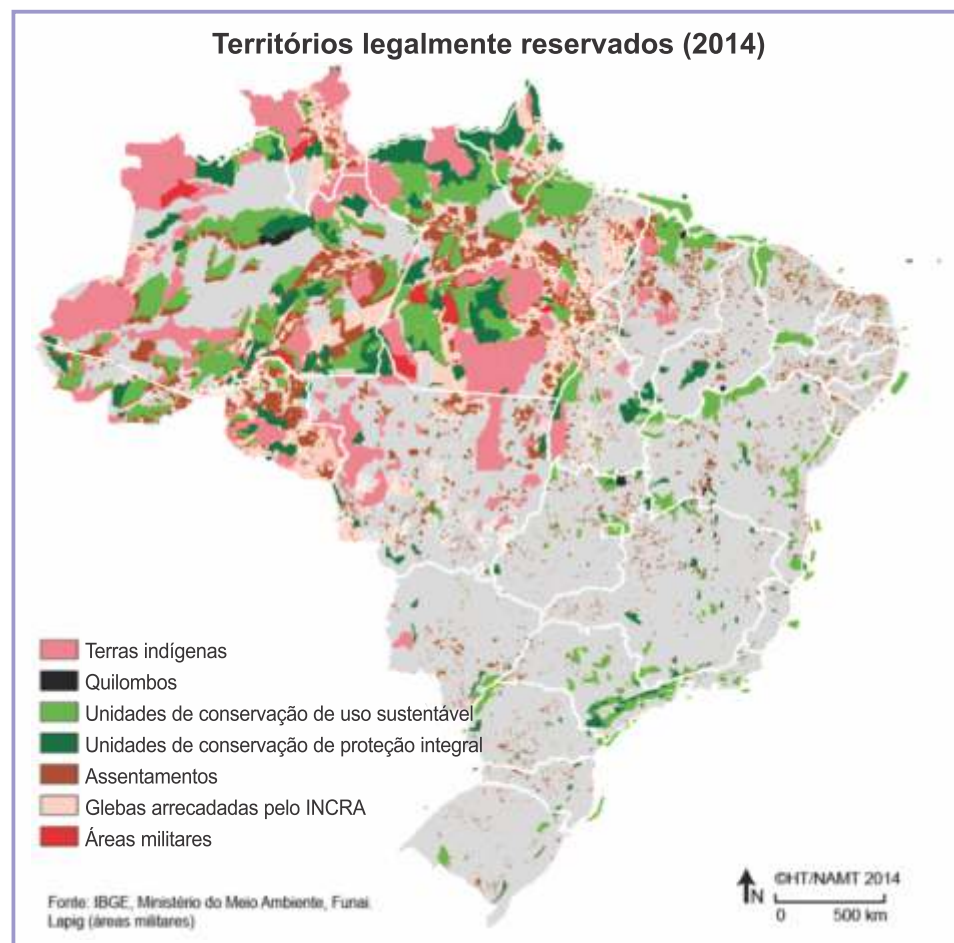 Territórios legalmente reservados (2014)
Terras indígenas
Quilombos
Unidades de conservação de uso sustentável
Unidades de conservação de proteção integral
Assentamentos
Glebas arrecadadas pelo INCRA
Áreas militares
Fonte: IBGE, Ministério do Meio Ambiente, Funai.
Lapig (áreas militares)
©HT/NAMT 2014
N
0 500 km